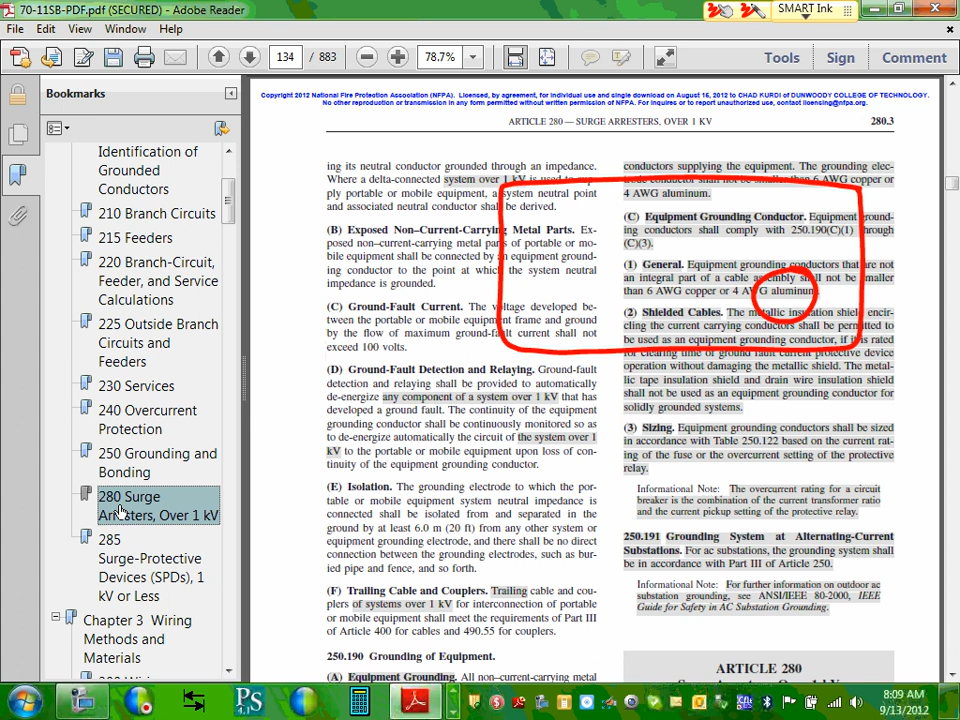 70-11SB-PDF.pdf (SECURED) - Adobe Reader
SMART Ink
File Edit View Window Help
134 / 883 78.7% Tools Sign Comment
Bookmarks
Identification of
Grounded
Conductors
210 Branch Circuits
215 Feeders
220 Branch-Circuit,
Feeder, and Service
Calculations
225 Outside Branch
Circuits and
Feeders
230 Services
240 Overcurrent
Protection
250 Grounding and
Bonding
280 Surge
Arresters, Over 1 kV
285
Surge-Protective
Devices (SPDs), 1
kV or Less
Chapter 3 Wiring
Methods and
Materials
Copyright 2012 National Fire Protection Association (NFPA). Licensed, by agreement, for individual use and single download on August 15, 2012 to CHAD KURDI of DUNWOODY COLLEGE OF TECHNOLOGY.
No other reproduction or transmission in any form permitted without written permission of NFPA. For inquires or to report unauthorized use, contact licensing@nfpa.org.
ARTICLE 280 — SURGE ARRESTERS, OVER 1 KV 280.3
ing its neutral conductor grounded through an impedance.
Where a delta-connected system over 1 kV is used to sup-
ply portable or mobile equipment, a system neutral point
and associated neutral conductor shall be derived.
(B) Exposed Non–Current-Carrying Metal Parts. Ex-
posed non–current-carrying metal parts of portable or mo-
bile equipment shall be connected by an equipment ground-
ing conductor to the point at which the system neutral
impedance is grounded.
(C) Ground-Fault Current. The voltage developed be-
tween the portable or mobile equipment frame and ground
by the flow of maximum ground-fault current shall not
exceed 100 volts.
(D) Ground-Fault Detection and Relaying. Ground-fault
detection and relaying shall be provided to automatically
de-energize any component of a system over 1 kV that has
developed a ground fault. The continuity of the equipment
grounding conductor shall be continuously monitored so as
to de-energize automatically the circuit of the system over 1
kV to the portable or mobile equipment upon loss of con-
tinuity of the equipment grounding conductor.
(E) Isolation. The grounding electrode to which the por-
table or mobile equipment system neutral impedance is
connected shall be isolated from and separated in the
ground by at least 6.0 m (20 ft) from any other system or
equipment grounding electrode, and there shall be no direct
connection between the grounding electrodes, such as bur-
ied pipe and fence, and so forth.
(F) Trailing Cable and Couplers. Trailing cable and cou-
plers of systems over 1 kV for interconnection of portable
or mobile equipment shall meet the requirements of Part III
of Article 400 for cables and 490.55 for couplers.
250.190 Grounding of Equipment.
(A) Equipment Grounding. All non–current-carrying metal
conductors supplying the equipment. The grounding elec-
trode conductor shall not be smaller than 6 AWG copper or
4 AWG aluminum.
(C) Equipment Grounding Conductor. Equipment ground-
ing conductors shall comply with 250.190(C)(1) through
(C)(3).
(1) General. Equipment grounding conductors that are not
an integral part of a cable assembly shall not be smaller
than 6 AWG copper or 4 AWG aluminum.
(2) Shielded Cables. The metallic insulation shield encir-
cling the current carrying conductors shall be permitted to
be used as an equipment grounding conductor, if it is rated
for clearing time of ground fault current protective device
operation without damaging the metallic shield. The metal-
lic tape insulation shield and drain wire insulation shield
shall not be used as an equipment grounding conductor for
solidly grounded systems.
(3) Sizing. Equipment grounding conductors shall be sized
in accordance with Table 250.122 based on the current rat-
ing of the fuse or the overcurrent setting of the protective
relay.
Informational Note: The overcurrent rating for a circuit
breaker is the combination of the current transformer ratio
and the current pickup setting of the protective relay.
250.191 Grounding System at Alternating-Current
Substations. For ac substations, the grounding system shall
be in accordance with Part III of Article 250.
Informational Note: For further information on outdoor ac
substation grounding, see ANSI/IEEE 80-2000, IEEE
Guide for Safety in AC Substation Grounding.
ARTICLE 280
PS
8:09 AM
9/13/2012